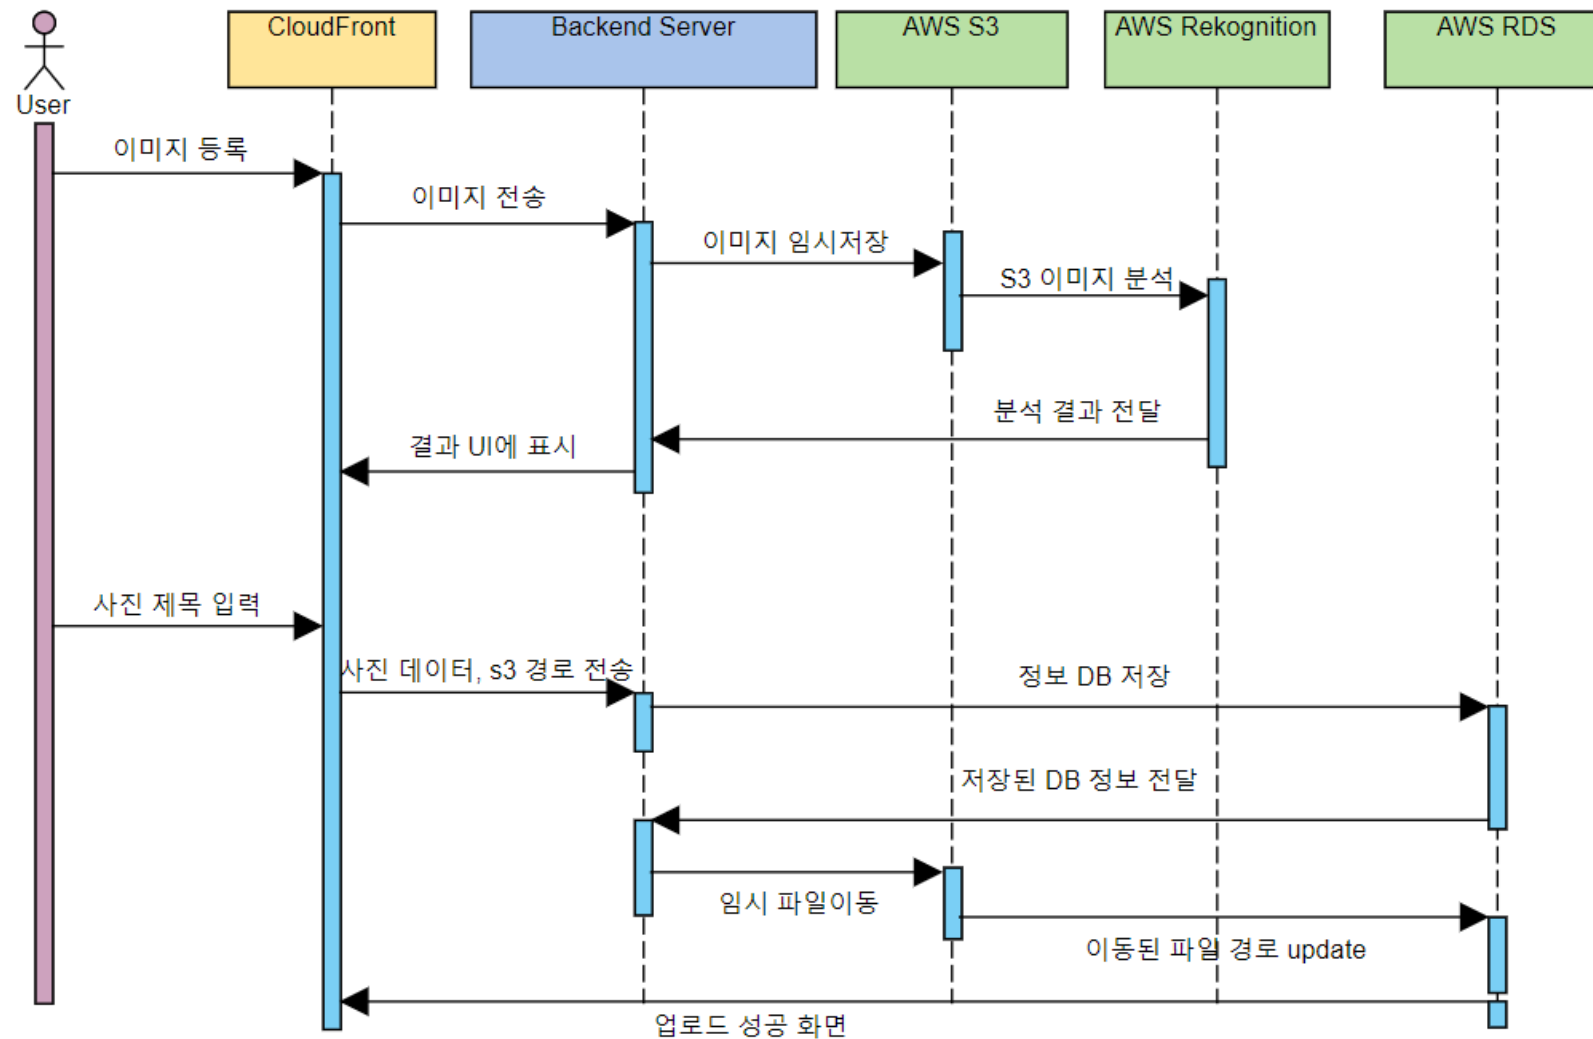 CloudFront
Backend Server
AWS S3
AWS Rekognition
AWS RDS
User
이미지 등록
이미지 전송
이미지 임시저장
S3 이미지 분석
분석 결과 전달
결과 UI에 표시
사진 제목 입력
사진 데이터, s3 경로 전송
정보 DB 저장
저장된 DB 정보 전달
임시 파일이동
이동된 파일 경로 update
업로드 성공 화면